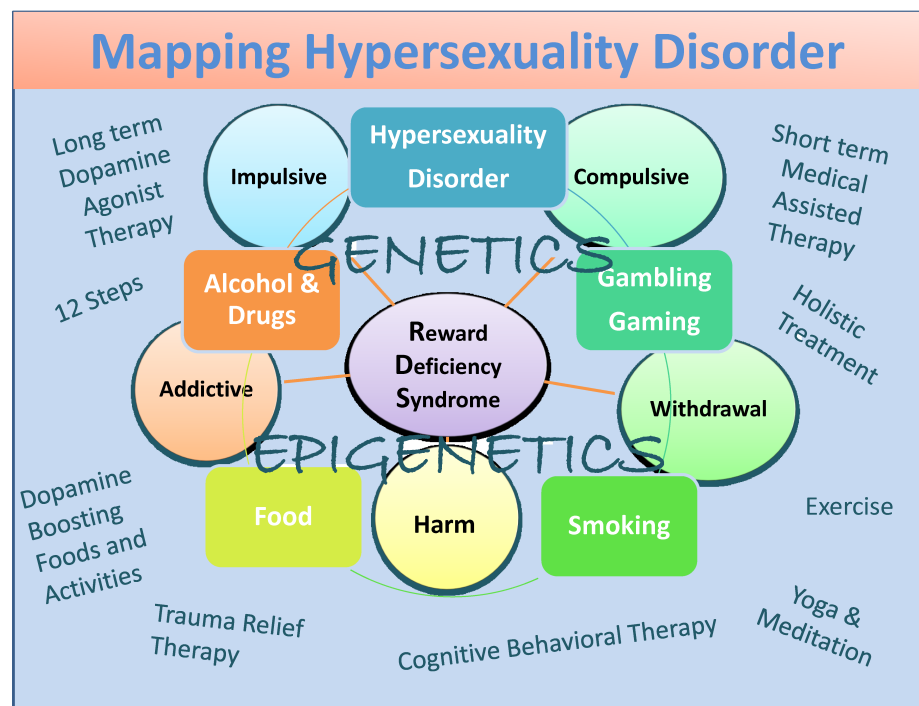 Mapping Hypersexuality Disorder
Long term
Dopamine
Agonist
Therapy
Impulsive
Hypersexuality
Disorder
Compulsive
Short term
Medical
Assisted
Therapy
GENETICS
12 Steps
Alcohol &
Drugs
Gambling
Gaming
Holistic
Treatment
Reward
Deficiency
Syndrome
Addictive
Withdrawal
EPIGENETICS
Dopamine
Boosting
Foods and
Activities
Food
Harm
Smoking
Exercise
Trauma Relief
Therapy
Cognitive Behavioral Therapy
Yoga &
Meditation